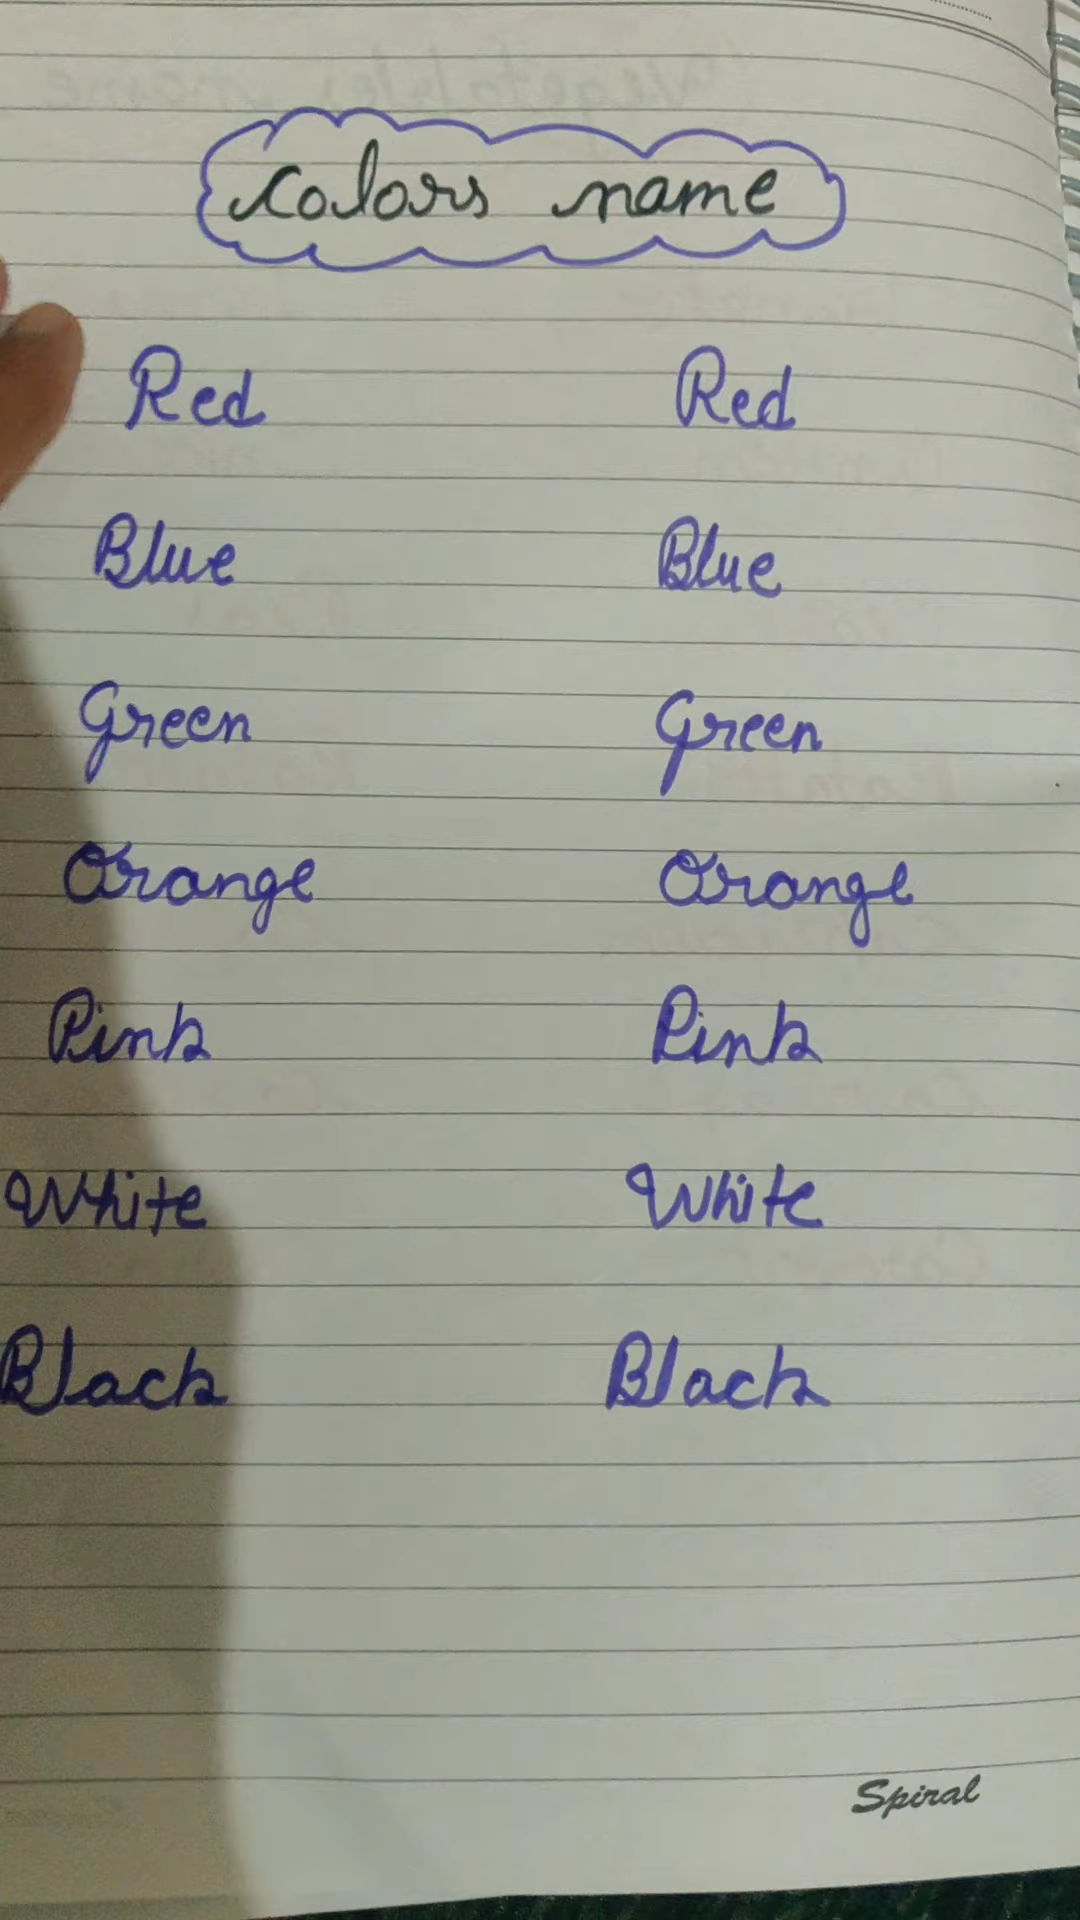 colors name
Red Red
Blue Blue
Green Green
Orange Orange
Pink Pink
White White
Black Black
Spiral